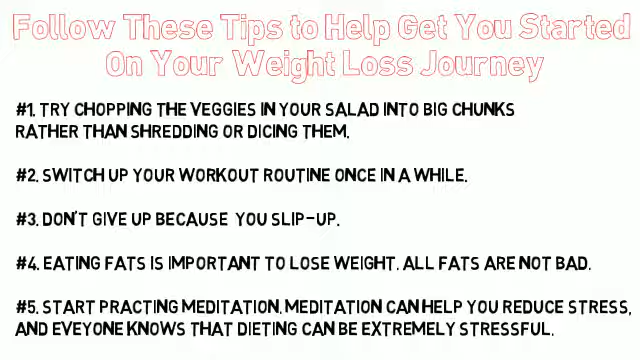 Follow These Tips to Help Get You Started
On Your Weight Loss Journey
#1. TRY CHOPPING THE VEGGIES IN YOUR SALAD INTO BIG CHUNKS
RATHER THAN SHREDDING OR DICING THEM.
#2. SWITCH UP YOUR WORKOUT ROUTINE ONCE IN A WHILE.
#3. DON'T GIVE UP BECAUSE YOU SLIP-UP.
#4. EATING FATS IS IMPORTANT TO LOSE WEIGHT. ALL FATS ARE NOT BAD.
#5. START PRACTING MEDITATION. MEDITATION CAN HELP YOU REDUCE STRESS,
AND EVEYONE KNOWS THAT DIETING CAN BE EXTREMELY STRESSFUL.